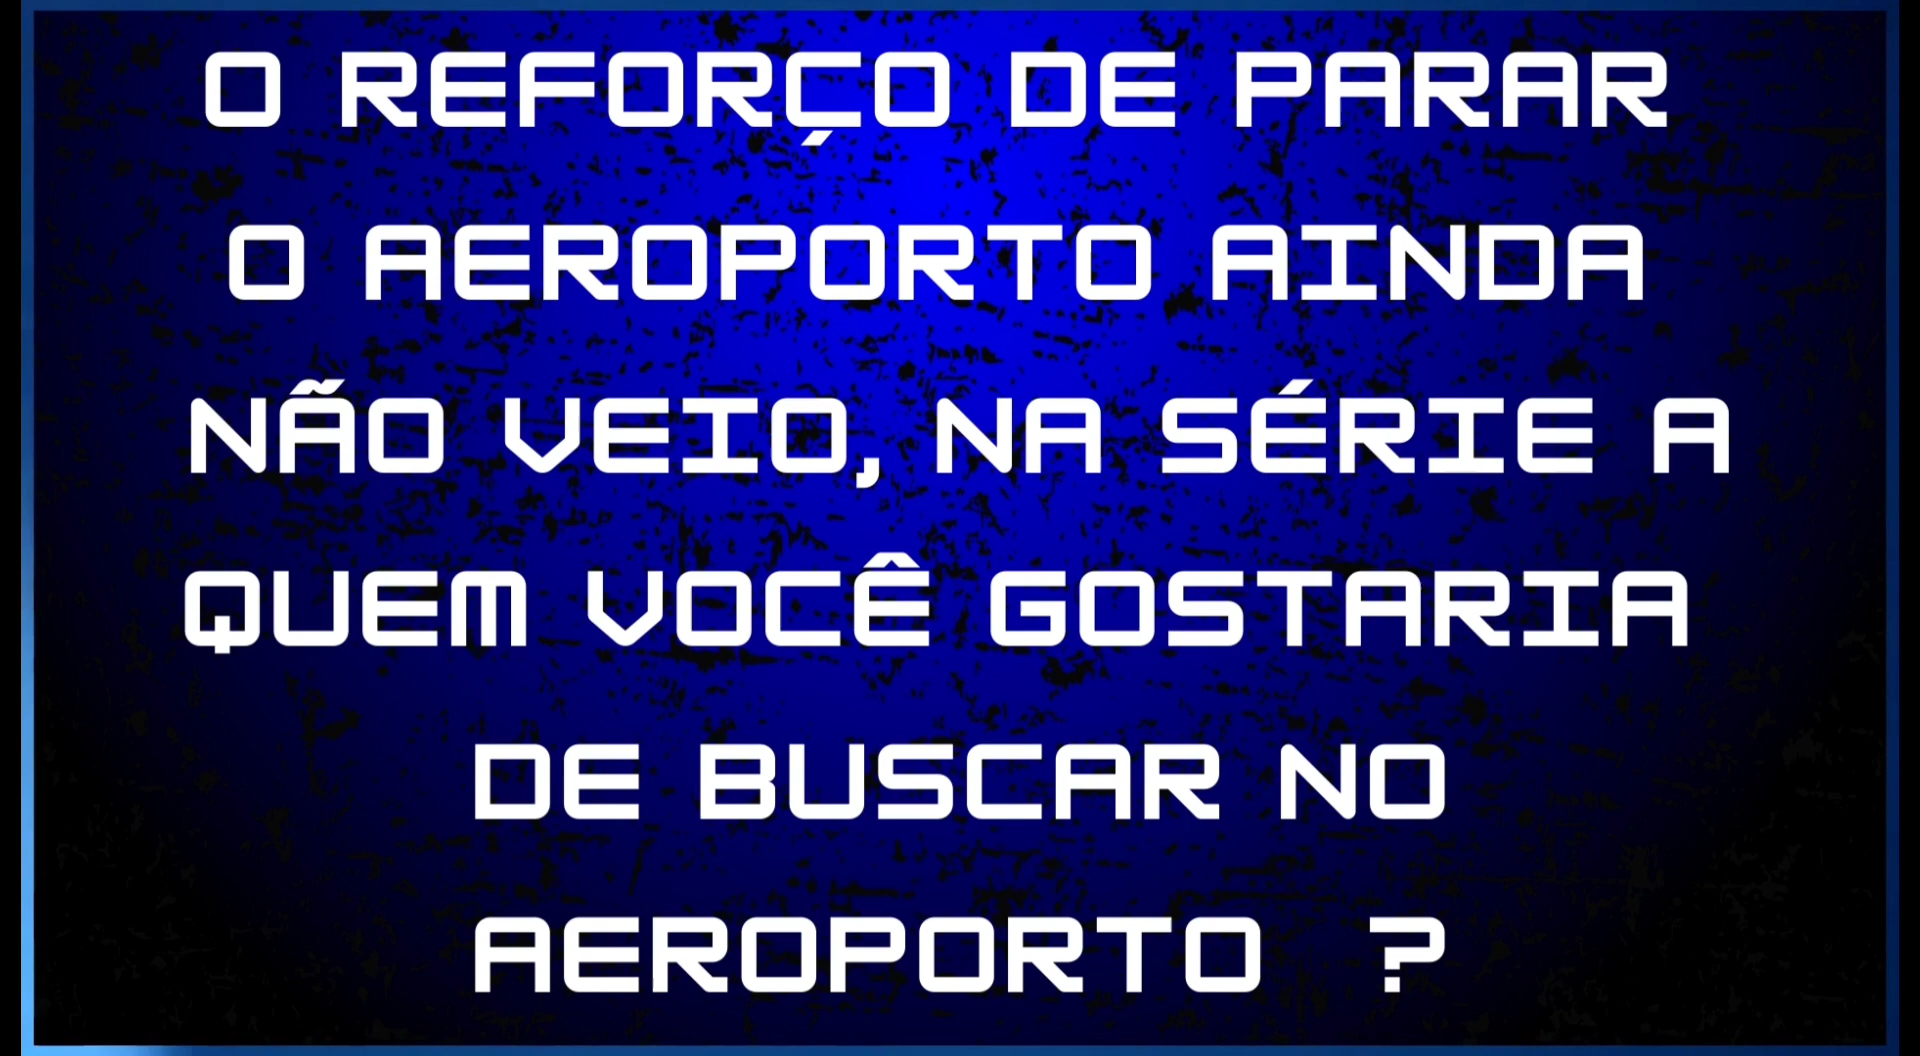 O REFORÇO DE PARAR
O AEROPORTO AINDA
NÃO VEIO, NA SÉRIE A
QUEM VOCÊ GOSTARIA
DE BUSCAR NO
AEROPORTO ?